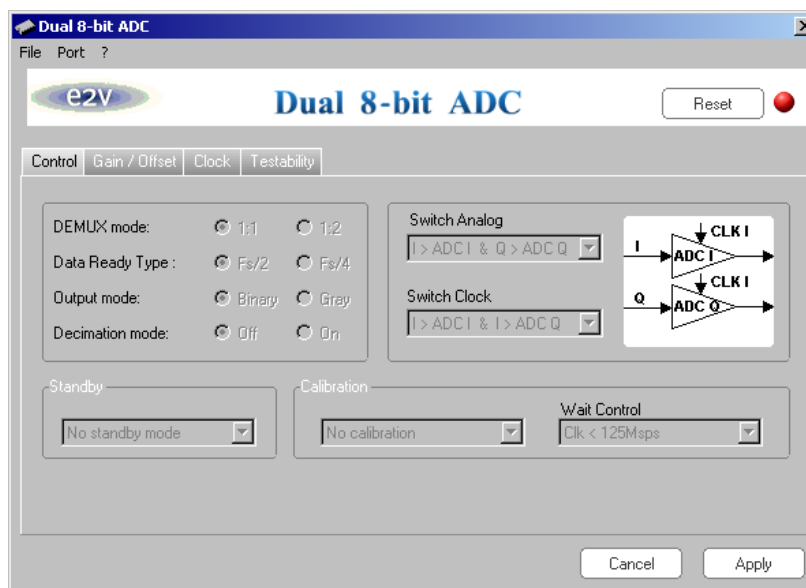 Dual 8-bit ADC
File Port ?
e2v
Dual 8-bit ADC
Reset
Control Gain / Offset Clock Testability
DEMUX mode: 1:1 1:2
Data Ready Type : Fs/2 Fs/4
Output mode: Binary Gray
Decimation mode: Off On
Switch Analog
I > ADC I & Q > ADC Q
Switch Clock
I > ADC I & I > ADC Q
CLK I
I
ADC I
CLK I
Q
ADC Q
Standby
No standby mode
Calibration
No calibration
Wait Control
Clk < 125Msps
Cancel Apply